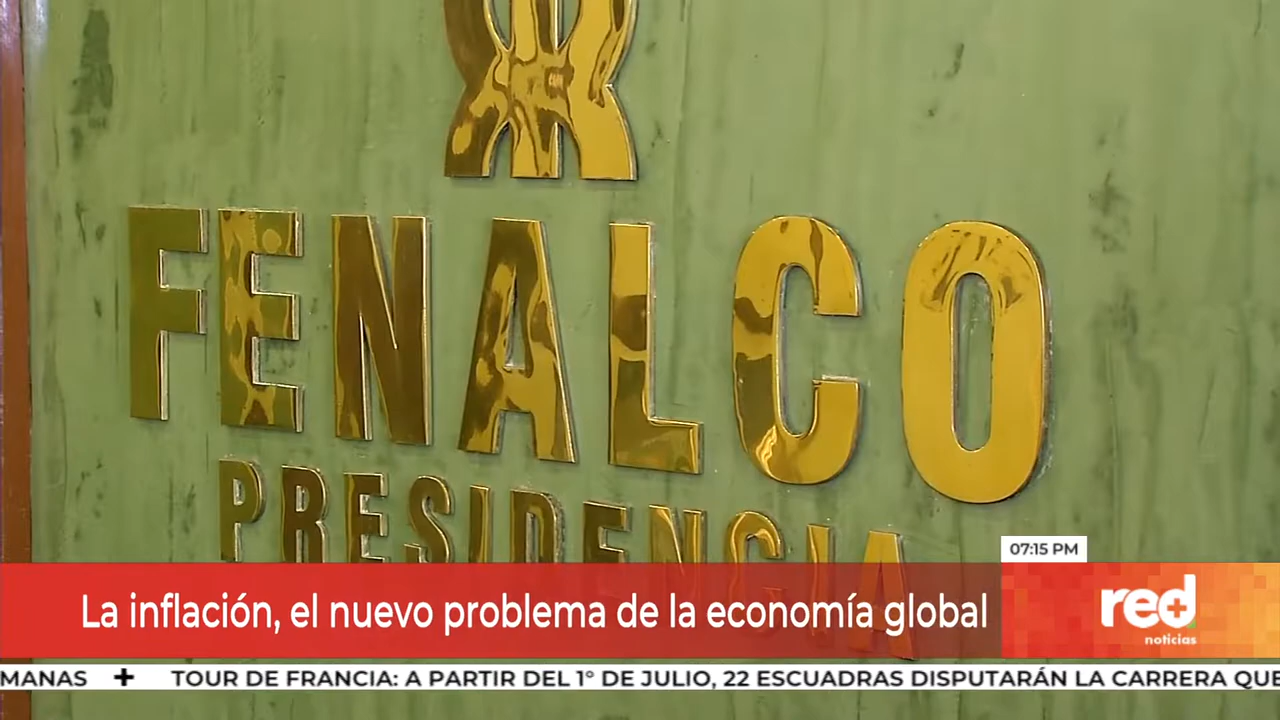 FENALCO
PRESIDENCIA
07:15 PM
La inflación, el nuevo problema de la economía global
red+
noticias
MANAS + TOUR DE FRANCIA: A PARTIR DEL 1° DE JULIO, 22 ESCUADRAS DISPUTARÁN LA CARRERA QUE